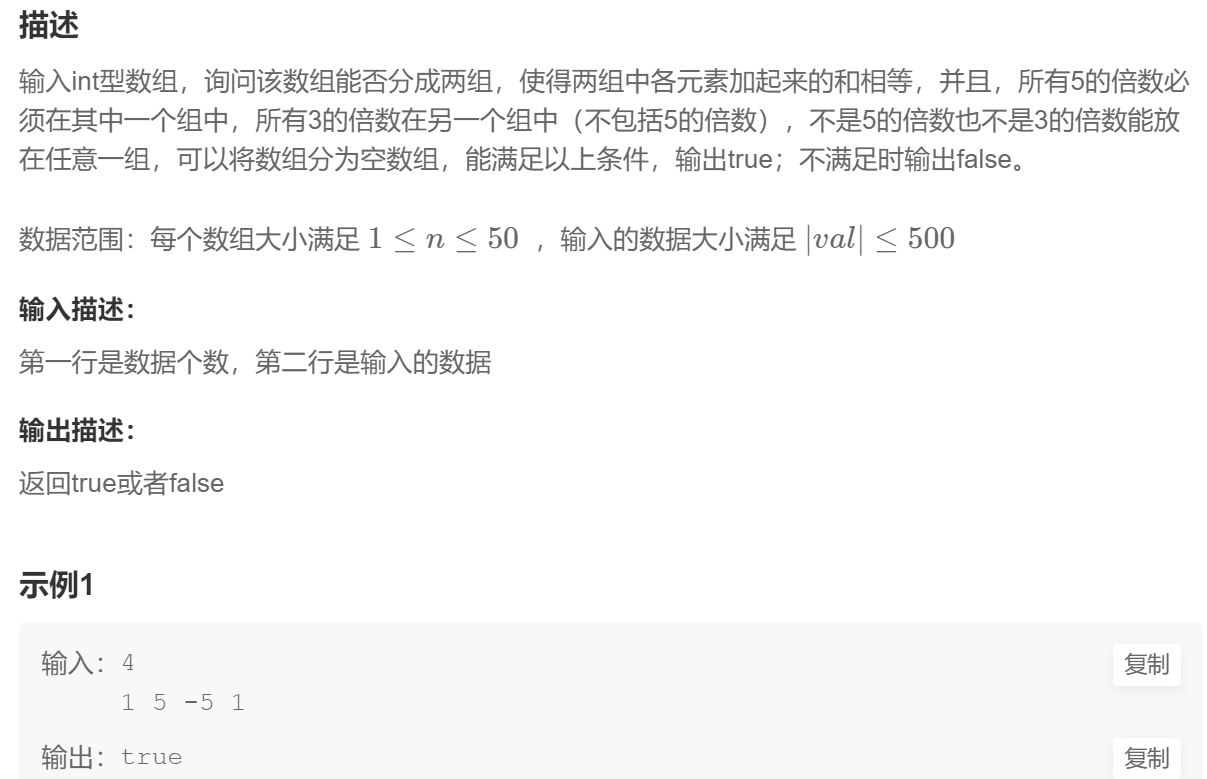 描述
输入int型数组，询问该数组能否分成两组，使得两组中各元素加起来的和相等，并且，所有5的倍数必
须在其中一个组中，所有3的倍数在另一个组中（不包括5的倍数），不是5的倍数也不是3的倍数能放
在任意一组，可以将数组分为空数组，能满足以上条件，输出true；不满足时输出false。
数据范围：每个数组大小满足 1 ≤ n ≤ 50 ，输入的数据大小满足 |val| ≤ 500
输入描述：
第一行是数据个数，第二行是输入的数据
输出描述：
返回true或者false
示例1
输入：4 复制
1 5 -5 1
输出：true 复制